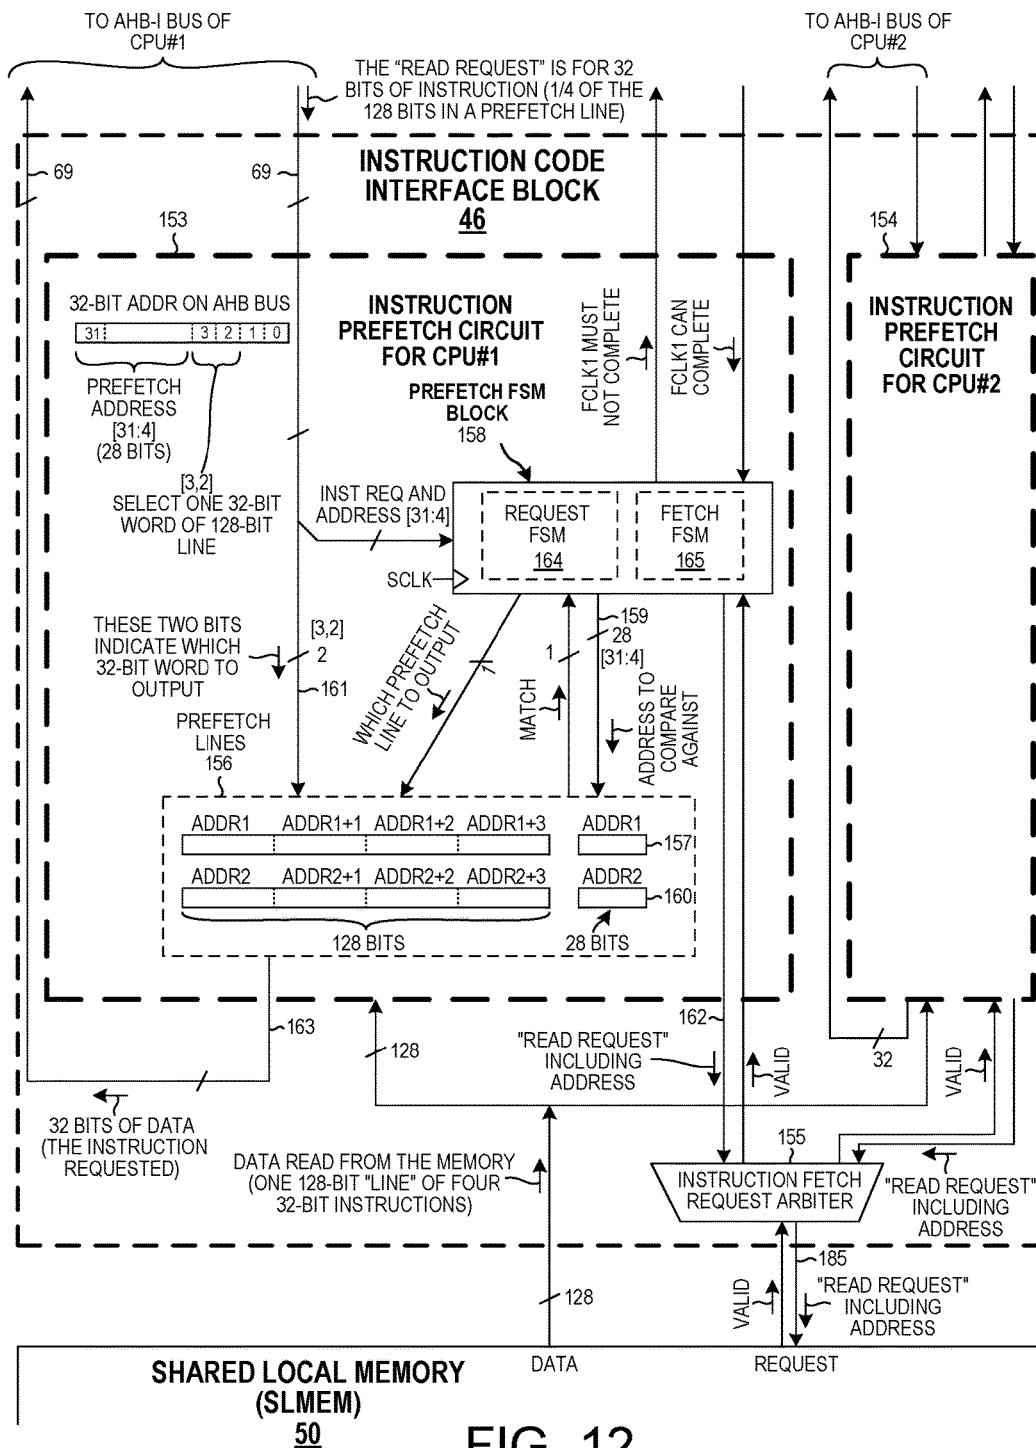 TO AHB-I BUS OF
CPU#1
TO AHB-I BUS OF
CPU#2
THE “READ REQUEST” IS FOR 32
BITS OF INSTRUCTION (1/4 OF THE
128 BITS IN A PREFETCH LINE)
69
69
INSTRUCTION CODE
INTERFACE BLOCK
46
153
154
32-BIT ADDR ON AHB BUS
31
3
2
1
0
PREFETCH
ADDRESS
[31:4]
(28 BITS)
[3,2]
SELECT ONE 32-BIT
WORD OF 128-BIT
LINE
INSTRUCTION
PREFETCH CIRCUIT
FOR CPU#1
PREFETCH FSM
BLOCK
158
FCLK1 MUST
NOT COMPLETE
FCLK1 CAN
COMPLETE
INSTRUCTION
PREFETCH
CIRCUIT
FOR CPU#2
INST REQ AND
ADDRESS [31:4]
REQUEST
FSM
164
FETCH
FSM
165
SCLK
THESE TWO BITS
INDICATE WHICH
32-BIT WORD TO
OUTPUT
[3,2]
2
161
WHICH PREFETCH
LINE TO OUTPUT
1
1
MATCH
159
28
[31:4]
ADDRESS TO
COMPARE
AGAINST
PREFETCH
LINES
156
ADDR1
ADDR1+1
ADDR1+2
ADDR1+3
ADDR1
157
ADDR2
ADDR2+1
ADDR2+2
ADDR2+3
ADDR2
160
128 BITS
28 BITS
163
128
162
"READ REQUEST"
INCLUDING
ADDRESS
VALID
32
VALID
32 BITS OF DATA
(THE INSTRUCTION
REQUESTED)
DATA READ FROM THE MEMORY
(ONE 128-BIT "LINE" OF FOUR
32-BIT INSTRUCTIONS)
155
INSTRUCTION FETCH
REQUEST ARBITER
"READ REQUEST"
INCLUDING
ADDRESS
185
128
VALID
"READ REQUEST"
INCLUDING
ADDRESS
SHARED LOCAL MEMORY
(SLMEM)
50
DATA
REQUEST
FIG. 12